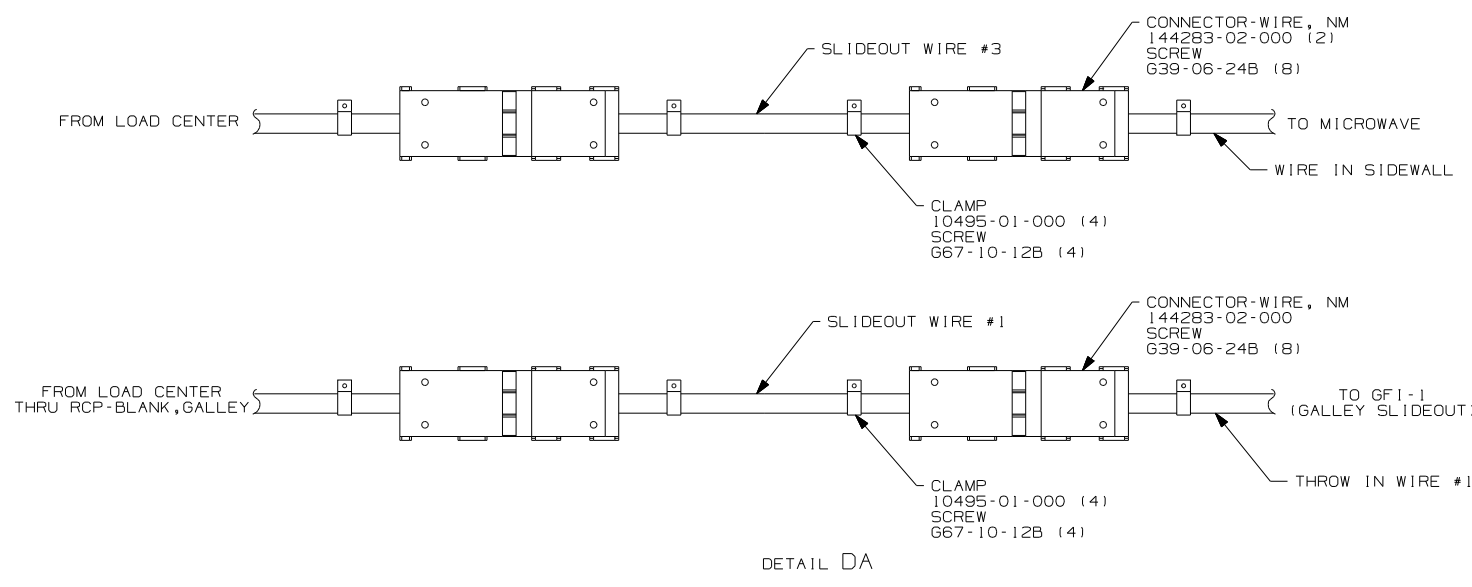 CONNECTOR-WIRE, NM
144283-02-000 (2)
SCREW
G39-06-24B (8)
SLIDEOUT WIRE #3
FROM LOAD CENTER
TO MICROWAVE
WIRE IN SIDEWALL
CLAMP
10495-01-000 (4)
SCREW
G67-10-12B (4)
CONNECTOR-WIRE, NM
144283-02-000
SCREW
G39-06-24B (8)
SLIDEOUT WIRE #1
FROM LOAD CENTER
THRU RCP-BLANK,GALLEY
TO GFI-1
(GALLEY SLIDEOUT)
THROW IN WIRE #1
CLAMP
10495-01-000 (4)
SCREW
G67-10-12B (4)
DETAIL DA